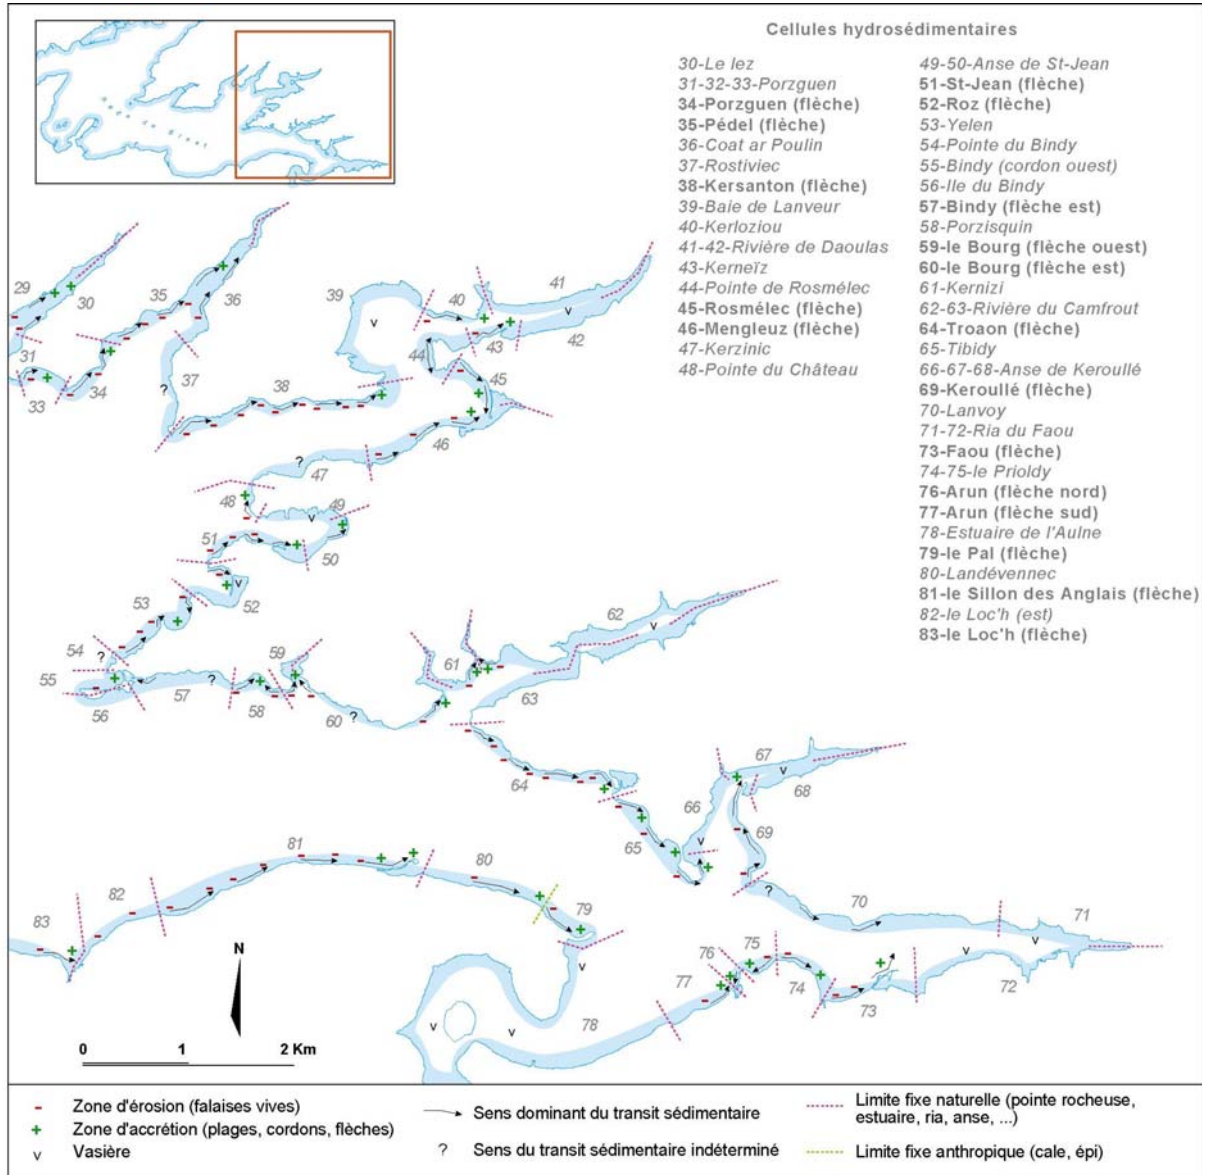 Cellules hydrosédimentaires
30-Le lez
31-32-33-Porzguen
34-Porzguen (flèche)
35-Pédel (flèche)
36-Coat ar Poulin
37-Rostiviec
38-Kersanton (flèche)
39-Baie de Lanveur
40-Kerloziou
41-42-Rivière de Daoulas
43-Kerneïz
44-Pointe de Rosmélec
45-Rosmélec (flèche)
46-Mengleuz (flèche)
47-Kerzinic
48-Pointe du Château
49-50-Anse de St-Jean
51-St-Jean (flèche)
52-Roz (flèche)
53-Yelen
54-Pointe du Bindy
55-Bindy (cordon ouest)
56-Ile du Bindy
57-Bindy (flèche est)
58-Porzisquin
59-le Bourg (flèche ouest)
60-le Bourg (flèche est)
61-Kernizi
62-63-Rivière du Camfrout
64-Troaon (flèche)
65-Tibidy
66-67-68-Anse de Keroullé
69-Keroullé (flèche)
70-Lanvoy
71-72-Ria du Faou
73-Faou (flèche)
74-75-le Prioldy
76-Arun (flèche nord)
77-Arun (flèche sud)
78-Estuaire de l'Aulne
79-le Pal (flèche)
80-Landévennec
81-le Sillon des Anglais (flèche)
82-le Loc'h (est)
83-le Loc'h (flèche)
29
30
31
33
34
35
36
37
?
38
39
v
40
41
v
42
43
44
45
46
47
?
48
49
v
50
51
52
v
53
54
?
55
56
57
?
58
59
60
?
61
62
v
63
64
65
66
v
67
v
68
69
70
?
71
v
72
v
73
74
75
76
77
78
v
v
v
79
80
81
82
83
N
0 1 2 Km
- Zone d'érosion (falaises vives)
+ Zone d'accrétion (plages, cordons, flèches)
v Vasière
Sens dominant du transit sédimentaire
? Sens du transit sédimentaire indéterminé
Limite fixe naturelle (pointe rocheuse,
estuaire, ria, anse, ...)
Limite fixe anthropique (cale, épi)